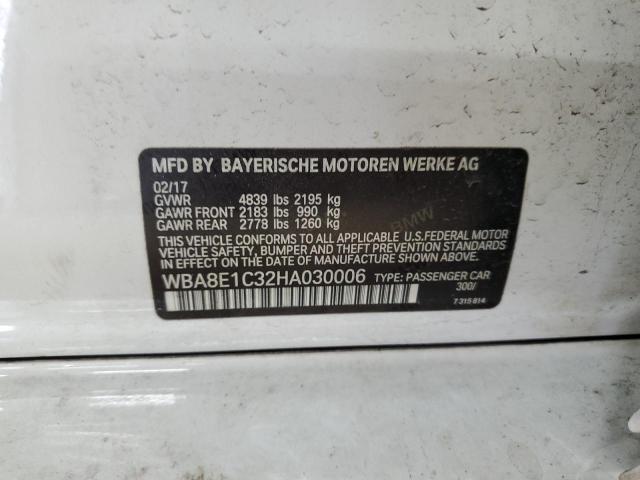 MFD BY BAYERISCHE MOTOREN WERKE AG
02/17
GVWR 4839 lbs 2195 kg
GAWR FRONT 2183 lbs 990 kg
GAWR REAR 2778 lbs 1260 kg
THIS VEHICLE CONFORMS TO ALL APPLICABLE U.S.FEDERAL MOTOR
VEHICLE SAFETY, BUMPER AND THEFT PREVENTION STANDARDS
IN EFFECT ON THE DATE OF MANUFACTURE SHOWN ABOVE.
WBA8E1C32HA030006 TYPE: PASSENGER CAR
300/
7 315 814
BMW